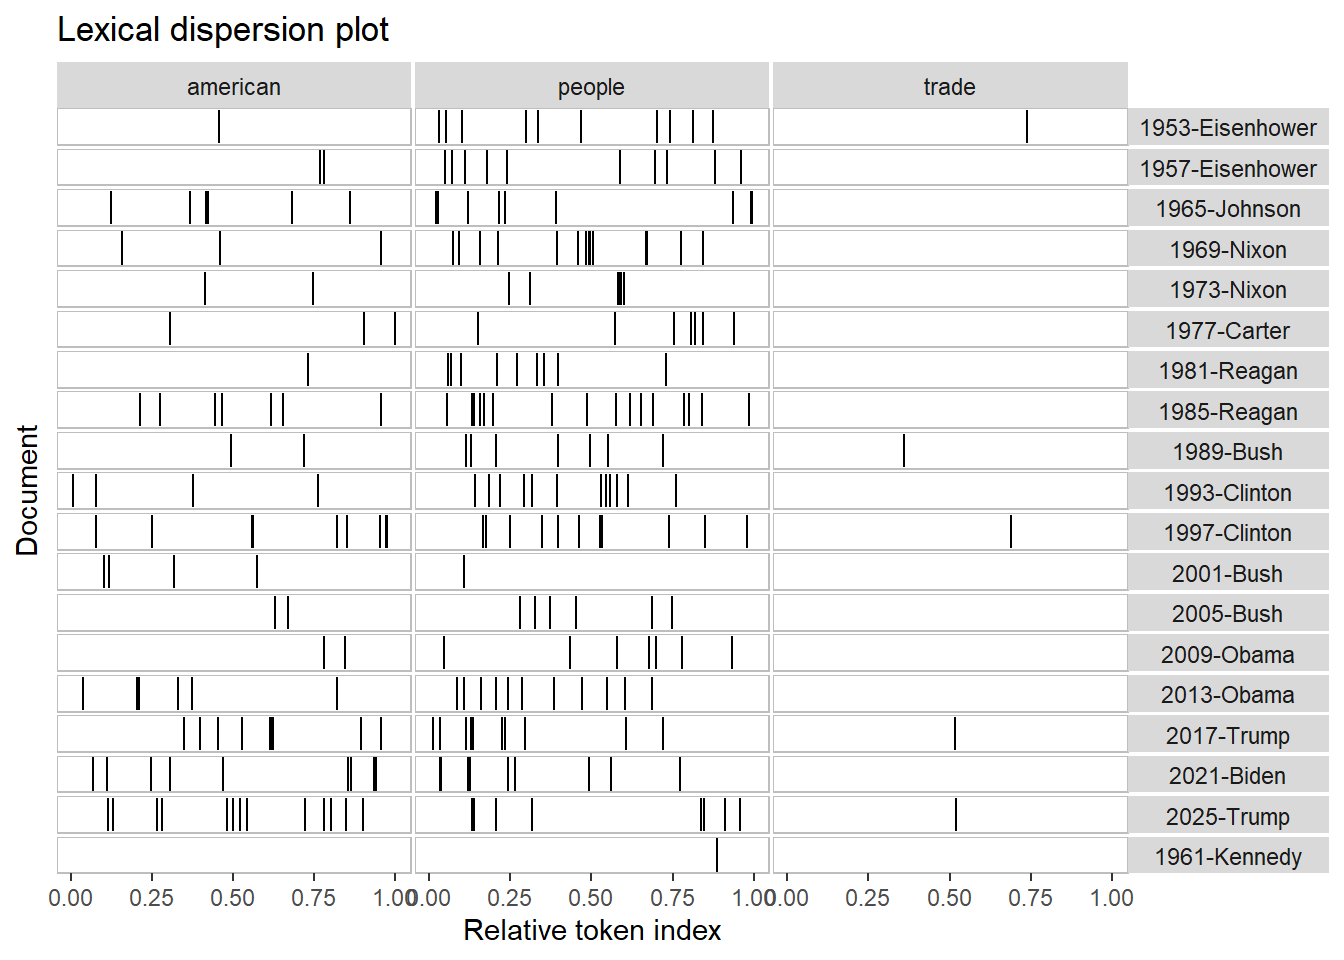 Lexical dispersion plot
american people trade
1953-Eisenhower
1957-Eisenhower
1965-Johnson
1969-Nixon
1973-Nixon
1977-Carter
1981-Reagan
1985-Reagan
1989-Bush
1993-Clinton
1997-Clinton
2001-Bush
2005-Bush
2009-Obama
2013-Obama
2017-Trump
2021-Biden
2025-Trump
1961-Kennedy
Document
0.00 0.25 0.50 0.75 1.00 0.00 0.25 0.50 0.75 1.00 0.00 0.25 0.50 0.75 1.00
Relative token index